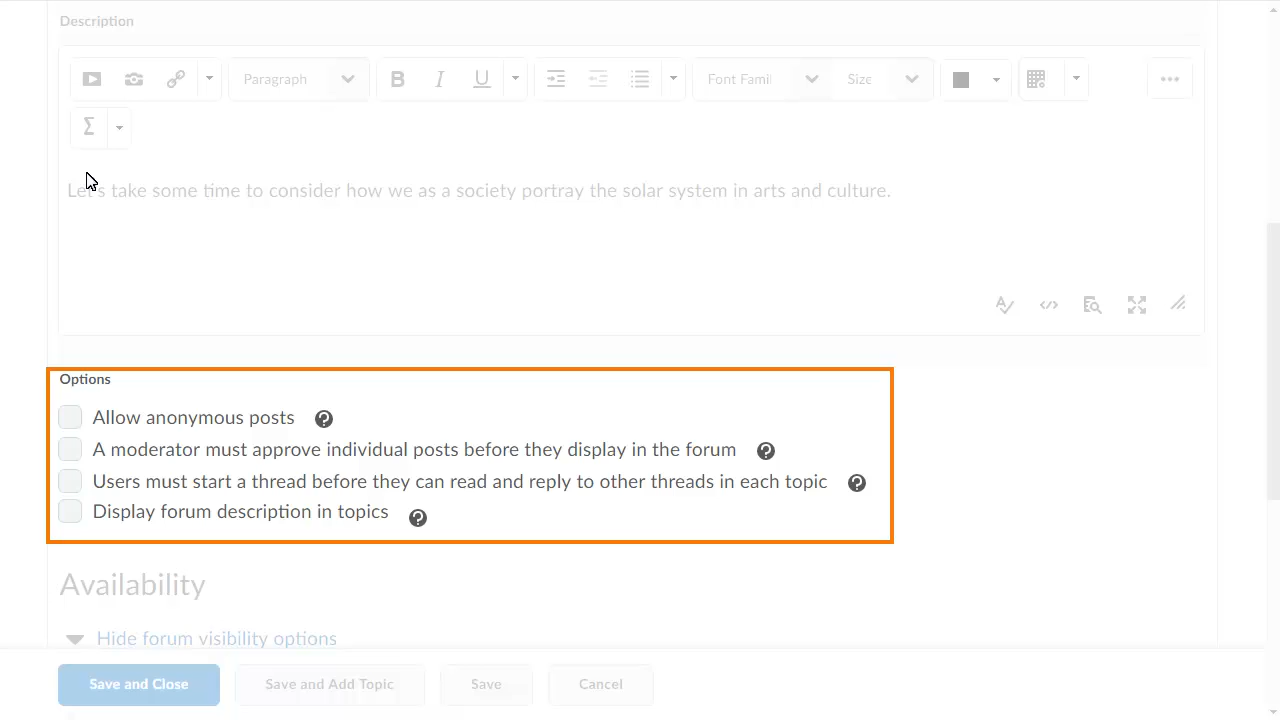 Description
Paragraph
B I U
Font Famil
Size
Σ
Let's take some time to consider how we as a society portray the solar system in arts and culture.
Options
Allow anonymous posts
A moderator must approve individual posts before they display in the forum
Users must start a thread before they can read and reply to other threads in each topic
Display forum description in topics
Availability
Hide forum visibility options
Save and Close
Save and Add Topic
Save
Cancel